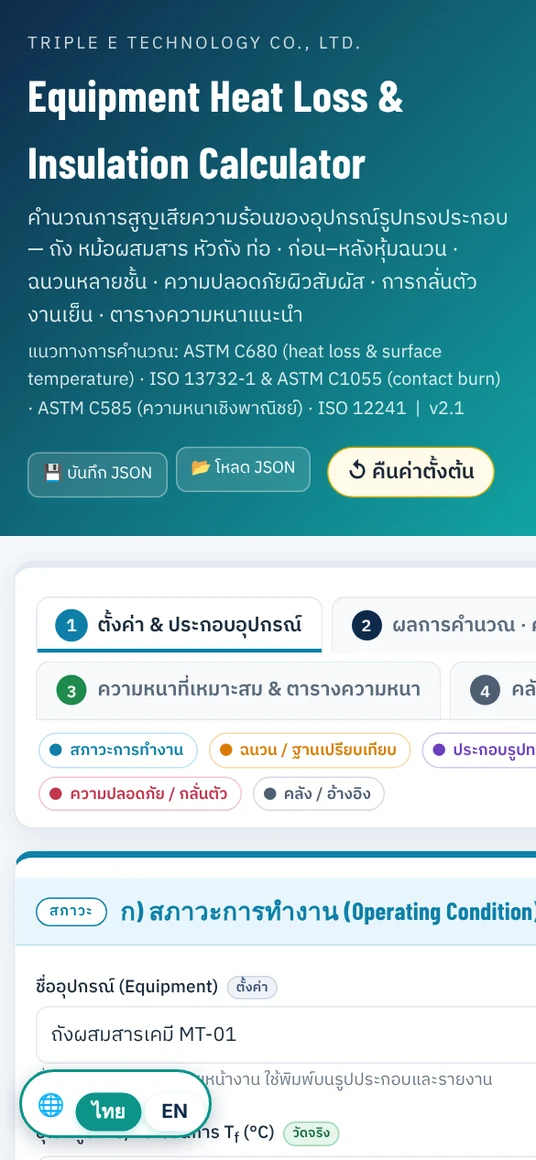 TRIPLE E TECHNOLOGY CO., LTD.
Equipment Heat Loss &
Insulation Calculator
คำนวณการสูญเสียความร้อนของอุปกรณ์รูปทรงประกอบ
— ถัง หม้อผสมสาร หัวถัง ท่อ · ก่อน–หลังหุ้มฉนวน ·
ฉนวนหลายชั้น · ความปลอดภัยผิวสัมผัส · การกลั่นตัว
งานเย็น · ตารางความหนาแนะนำ
แนวทางการคำนวณ: ASTM C680 (heat loss & surface
temperature) · ISO 13732-1 & ASTM C1055 (contact burn)
· ASTM C585 (ความหนาเชิงพาณิชย์) · ISO 12241 | v2.1
💾 บันทึก JSON 📂 โหลด JSON ↺ คืนค่าตั้งต้น
1 ตั้งค่า & ประกอบอุปกรณ์ 2 ผลการคำนวณ ·
3 ความหนาที่เหมาะสม & ตารางความหนา 4
สภาวะการทำงาน ฉนวน / ฐานเปรียบเทียบ
ความปลอดภัย / กลั่นตัว คลัง / อ้างอิง
สภาวะ ก) สภาวะการทำงาน (Operating Condition)
ชื่ออุปกรณ์ (Equipment) ตั้งค่า
ถังผสมสารเคมี MT-01
ใช้พิมพ์บนรูปประกอบและรายงาน
🌐 ไทย EN
T_f (°C) วัดจริง